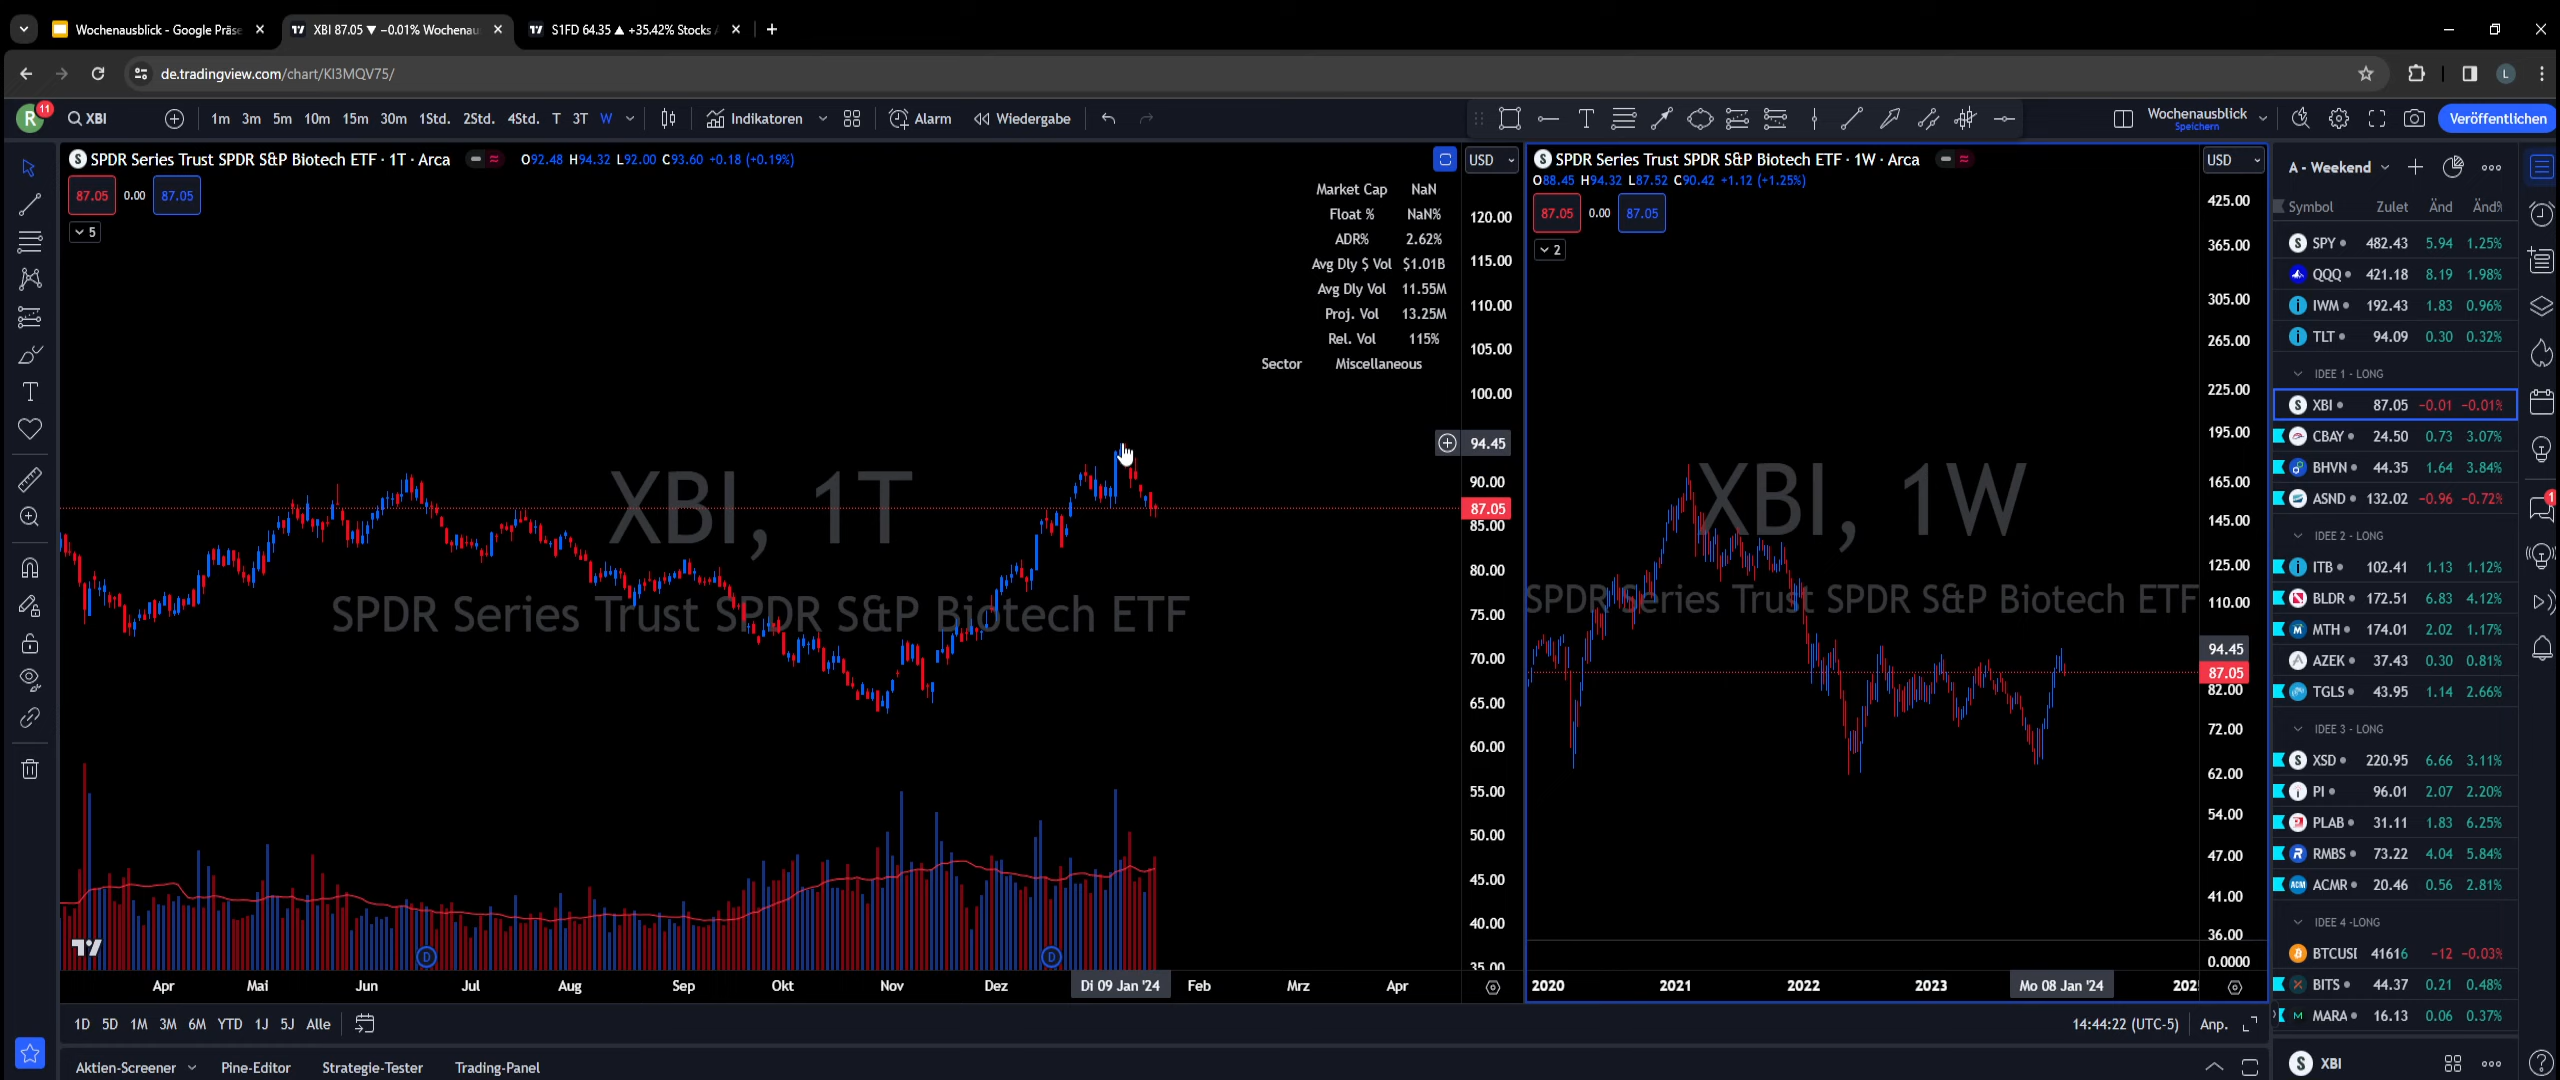 Wochenausblick - Google Präse
XBI 87.05 ▼ −0.01% Wochenau
S1FD 64.35 ▲ +35.42% Stocks /
de.tradingview.com/chart/KI3MQV75/
L
R
11
XBI
1m 3m 5m 10m 15m 30m 1Std. 2Std. 4Std. T 3T W
Indikatoren
Alarm
Wiedergabe
Wochenausblick
Speichern
Veröffentlichen
SPDR Series Trust SPDR S&P Biotech ETF · 1T · Arca
O92.48 H94.32 L92.00 C93.60 +0.18 (+0.19%)
USD
87.05 0.00 87.05
5
Market Cap NaN
Float % NaN%
ADR% 2.62%
Avg Dly $ Vol $1.01B
Avg Dly Vol 11.55M
Proj. Vol 13.25M
Rel. Vol 115%
Sector Miscellaneous
XBI, 1T
SPDR Series Trust SPDR S&P Biotech ETF
120.00
115.00
110.00
105.00
100.00
94.45
90.00
87.05
85.00
80.00
75.00
70.00
65.00
60.00
55.00
50.00
45.00
40.00
35.00
D
D
Apr Mai Jun Jul Aug Sep Okt Nov Dez Di 09 Jan '24 Feb Mrz Apr
SPDR Series Trust SPDR S&P Biotech ETF · 1W · Arca
USD
O88.45 H94.32 L87.52 C90.42 +1.12 (+1.25%)
87.05 0.00 87.05
2
XBI, 1W
SPDR Series Trust SPDR S&P Biotech ETF
425.00
365.00
305.00
265.00
225.00
195.00
165.00
145.00
125.00
110.00
94.45
87.05
82.00
72.00
62.00
54.00
47.00
41.00
36.00
0.0000
2020 2021 2022 2023 Mo 08 Jan '24 202
1D 5D 1M 3M 6M YTD 1J 5J Alle
14:44:22 (UTC-5)
Anp.
Aktien-Screener
Pine-Editor
Strategie-Tester
Trading-Panel
A - Weekend
Symbol Zulet Änd Änd%
SPY 482.43 5.94 1.25%
QQQ 421.18 8.19 1.98%
IWM 192.43 1.83 0.96%
TLT 94.09 0.30 0.32%
IDEE 1 - LONG
XBI 87.05 −0.01 −0.01%
CBAY 24.50 0.73 3.07%
BHVN 44.35 1.64 3.84%
ASND 132.02 −0.96 −0.72%
IDEE 2 - LONG
ITB 102.41 1.13 1.12%
BLDR 172.51 6.83 4.12%
MTH 174.01 2.02 1.17%
AZEK 37.43 0.30 0.81%
TGLS 43.95 1.14 2.66%
IDEE 3 - LONG
XSD 220.95 6.66 3.11%
PI 96.01 2.07 2.20%
PLAB 31.11 1.83 6.25%
RMBS 73.22 4.04 5.84%
ACMR 20.46 0.56 2.81%
IDEE 4 -LONG
BTCUSI 41616 −12 −0.03%
BITS 44.37 0.21 0.48%
MARA 16.13 0.06 0.37%
XBI
1